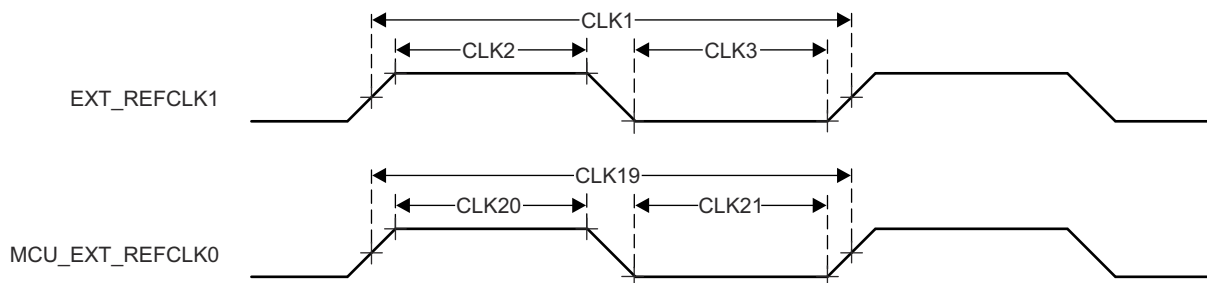 CLK1
CLK2 CLK3
EXT_REFCLK1
CLK19
CLK20 CLK21
MCU_EXT_REFCLK0